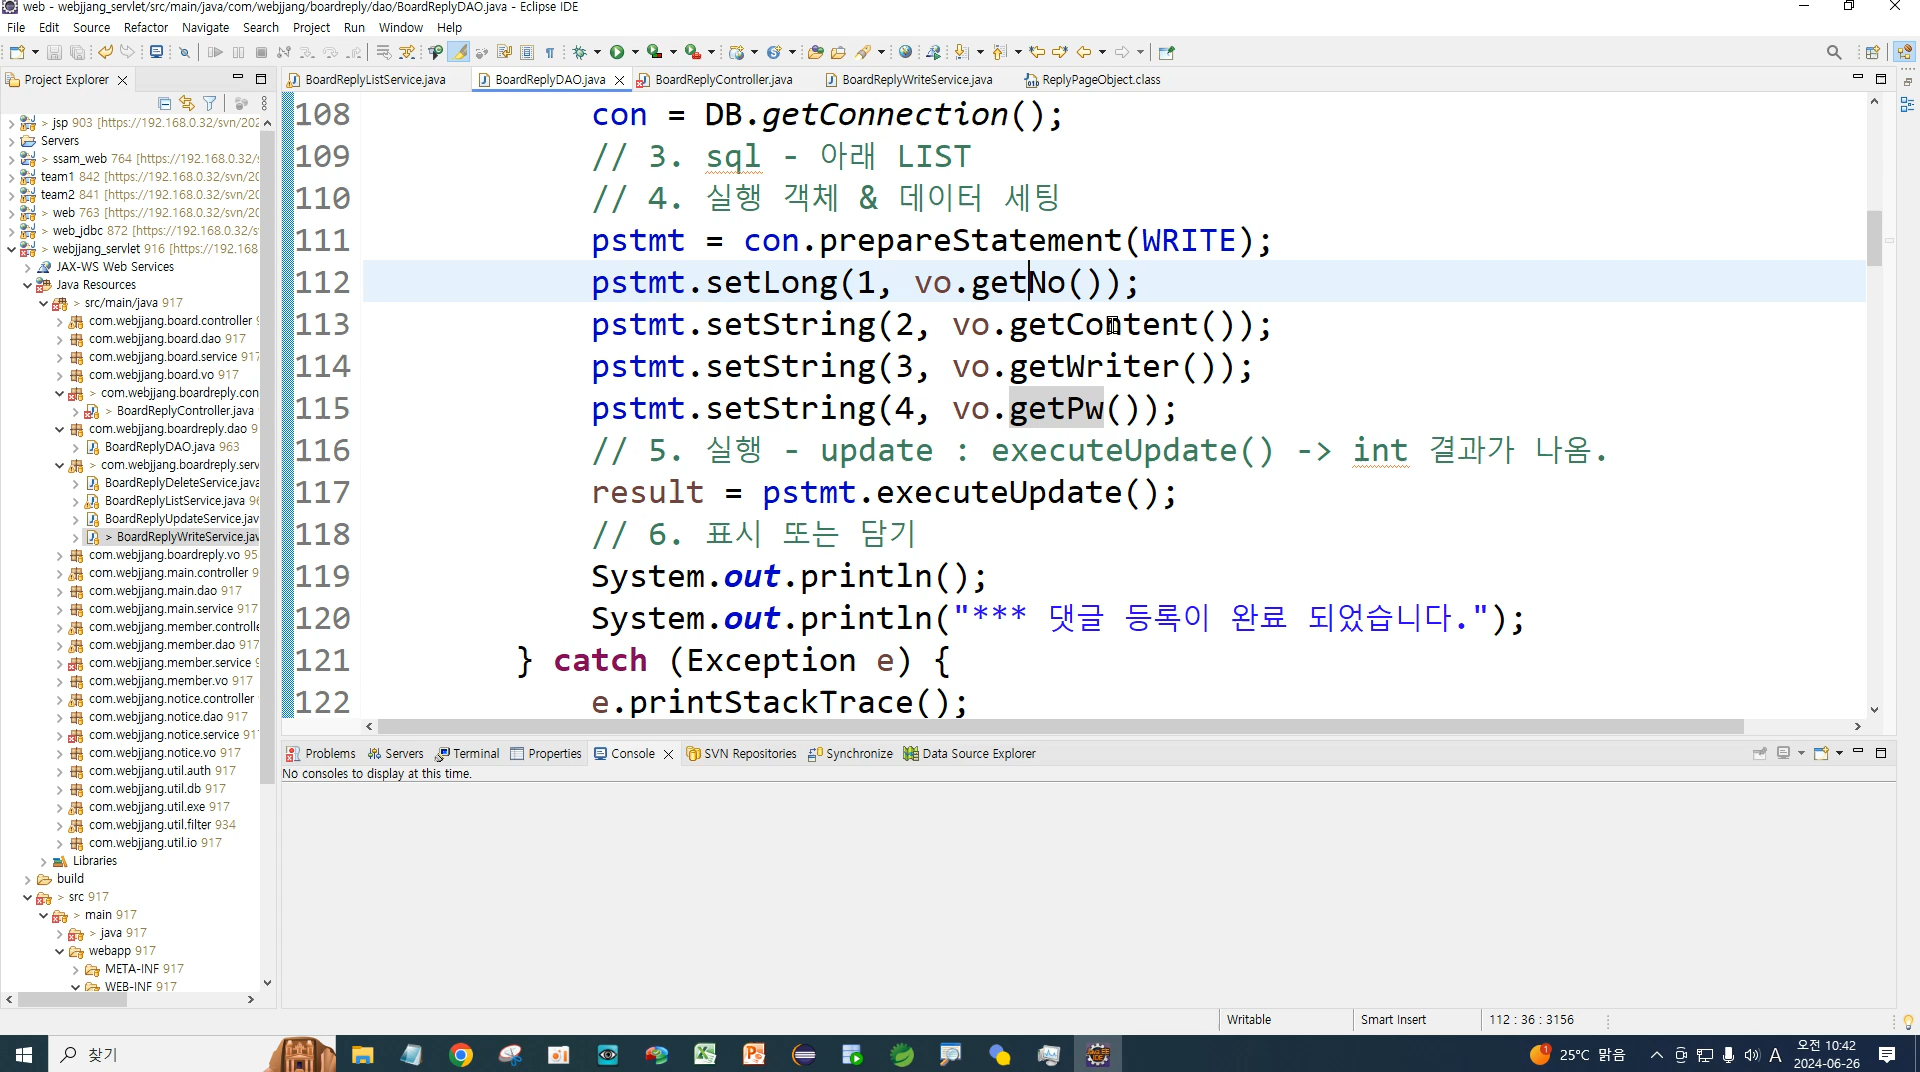 web - webjjang_servlet/src/main/java/com/webjjang/boardreply/dao/BoardReplyDAO.java - Eclipse IDE
File Edit Source Refactor Navigate Search Project Run Window Help
Project Explorer
BoardReplyListService.java BoardReplyDAO.java BoardReplyController.java BoardReplyWriteService.java ReplyPageObject.class
> jsp 903 [https://192.168.0.32/svn/202
Servers
> ssam_web 764 [https://192.168.0.32/s
team1 842 [https://192.168.0.32/svn/20
team2 841 [https://192.168.0.32/svn/20
> web 763 [https://192.168.0.32/svn/20
> web_jdbc 872 [https://192.168.0.32/s
> webjjang_servlet 916 [https://192.168
JAX-WS Web Services
> Java Resources
> src/main/java 917
com.webjjang.board.controller 9
com.webjjang.board.dao 917
com.webjjang.board.service 917
com.webjjang.board.vo 917
> com.webjjang.boardreply.con
> BoardReplyController.java
com.webjjang.boardreply.dao 9
BoardReplyDAO.java 963
> com.webjjang.boardreply.serv
BoardReplyDeleteService.java
BoardReplyListService.java 96
BoardReplyUpdateService.jav
> BoardReplyWriteService.jav
com.webjjang.boardreply.vo 95
com.webjjang.main.controller 9
com.webjjang.main.dao 917
com.webjjang.main.service 917
com.webjjang.member.controlle
com.webjjang.member.dao 917
com.webjjang.member.service 9
com.webjjang.member.vo 917
com.webjjang.notice.controller
com.webjjang.notice.dao 917
com.webjjang.notice.service 917
com.webjjang.notice.vo 917
com.webjjang.util.auth 917
com.webjjang.util.db 917
com.webjjang.util.exe 917
com.webjjang.util.filter 934
com.webjjang.util.io 917
Libraries
build
> src 917
> main 917
> java 917
webapp 917
META-INF 917
WEB-INF 917
108 con = DB.getConnection();
109 // 3. sql - 아래 LIST
110 // 4. 실행 객체 & 데이터 세팅
111 pstmt = con.prepareStatement(WRITE);
112 pstmt.setLong(1, vo.getNo());
113 pstmt.setString(2, vo.getContent());
114 pstmt.setString(3, vo.getWriter());
115 pstmt.setString(4, vo.getPw());
116 // 5. 실행 - update : executeUpdate() -> int 결과가 나옴.
117 result = pstmt.executeUpdate();
118 // 6. 표시 또는 담기
119 System.out.println();
120 System.out.println("*** 댓글 등록이 완료 되었습니다.");
121 } catch (Exception e) {
122 e.printStackTrace();
Problems Servers Terminal Properties Console SVN Repositories Synchronize Data Source Explorer
No consoles to display at this time.
Writable Smart Insert 112 : 36 : 3156
찾기
25°C 맑음
A
오전 10:42
2024-06-26